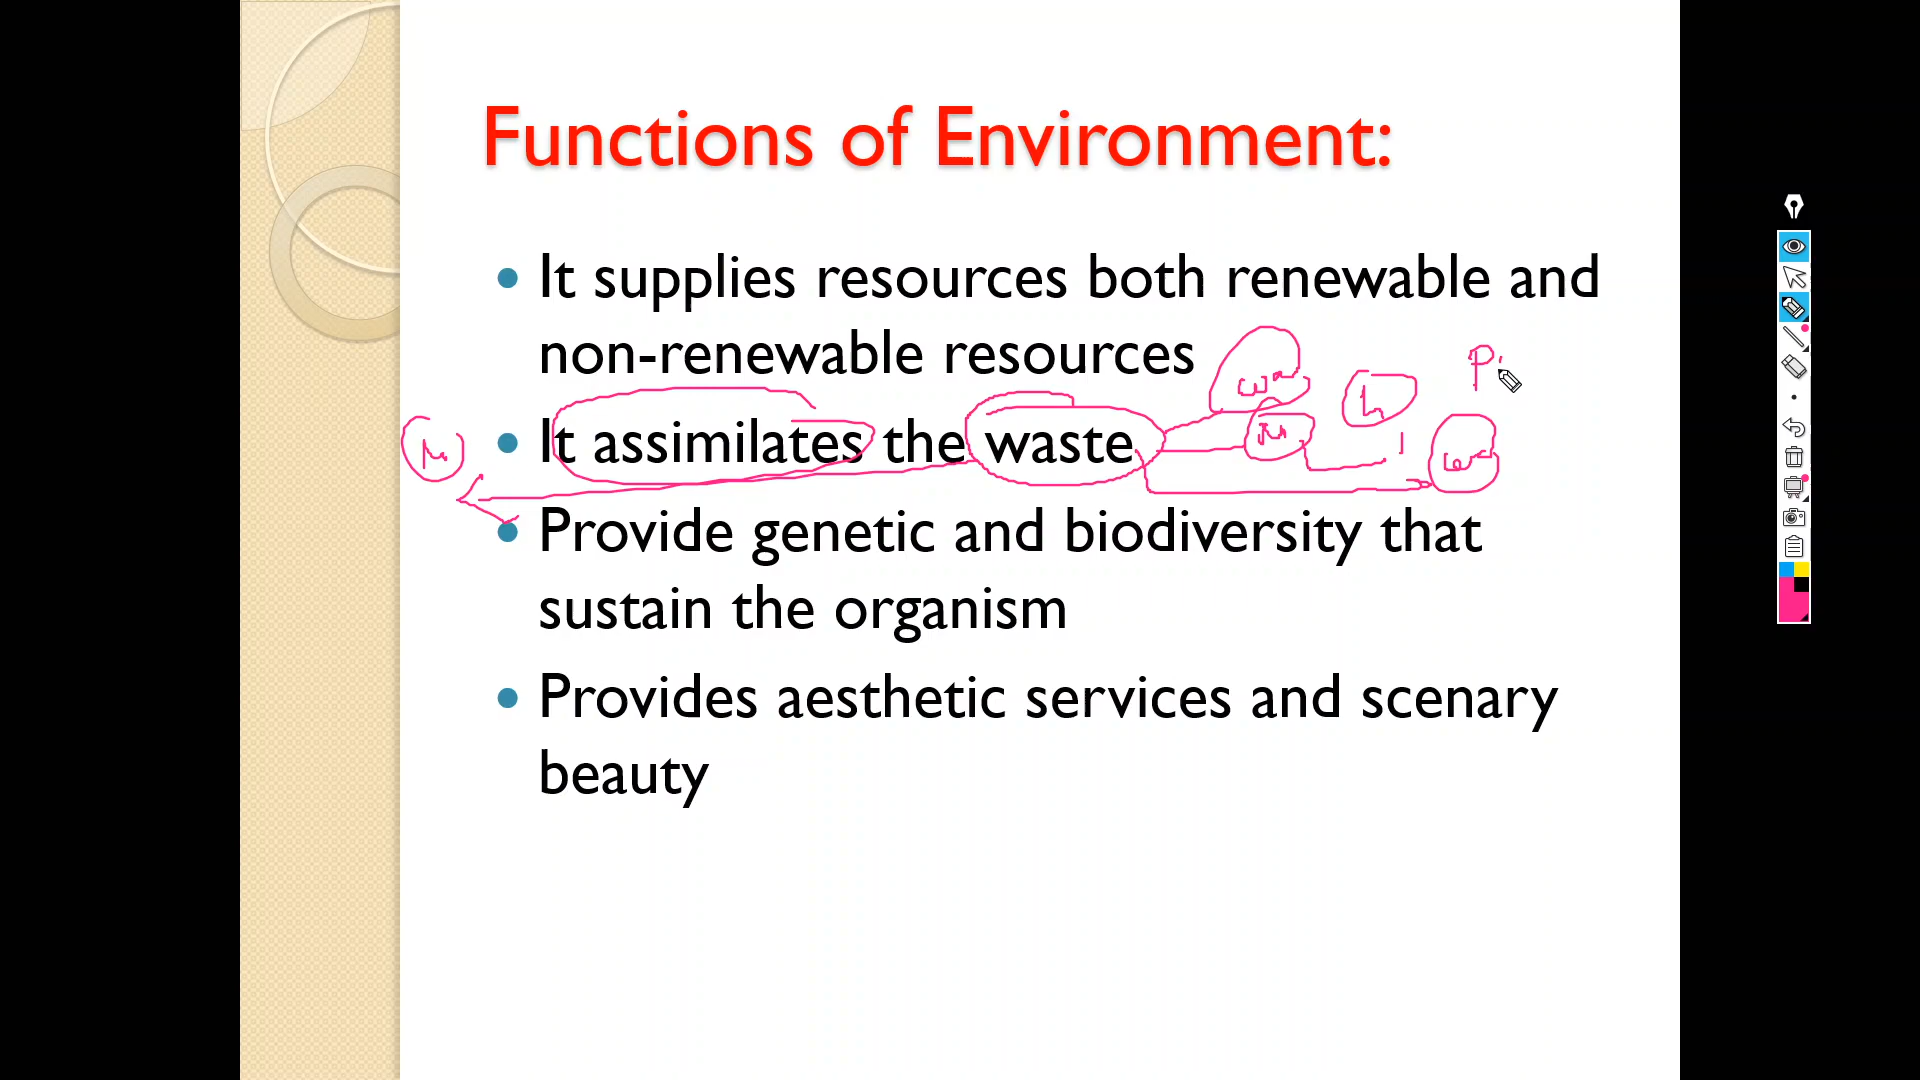 Functions of Environment:
• It supplies resources both renewable and
non-renewable resources
• It assimilates the waste
• Provide genetic and biodiversity that
sustain the organism
• Provides aesthetic services and scenary
beauty